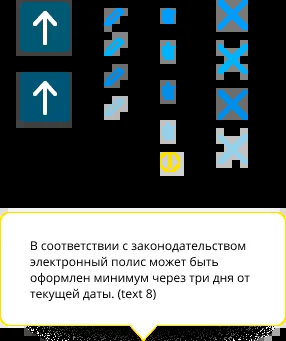 В соответствии с законодательством
электронный полис может быть
оформлен минимум через три дня от
текущей даты. (text 8)